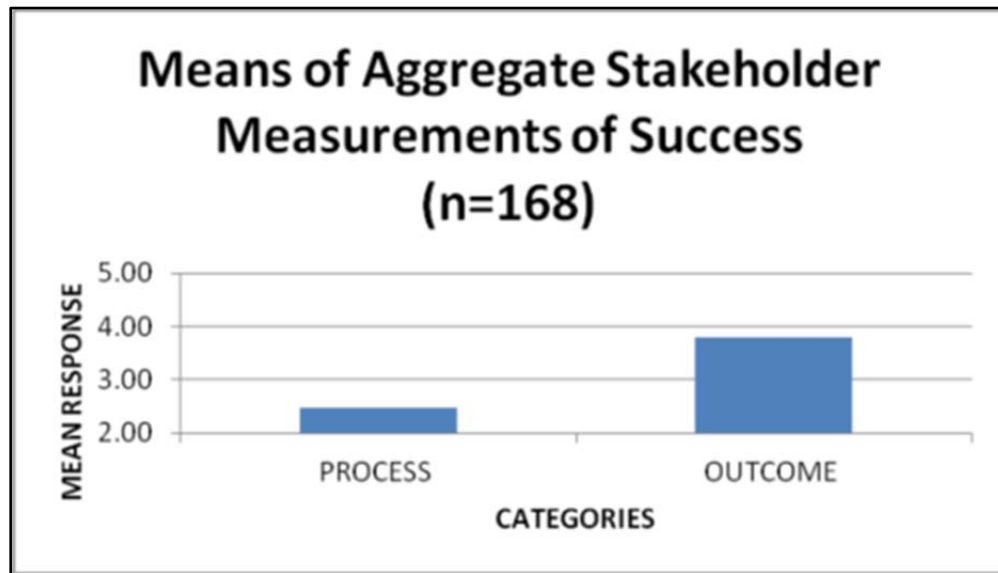 Means of Aggregate Stakeholder
Measurements of Success
(n=168)
5.00
4.00
3.00
2.00
MEAN RESPONSE
PROCESS
OUTCOME
CATEGORIES